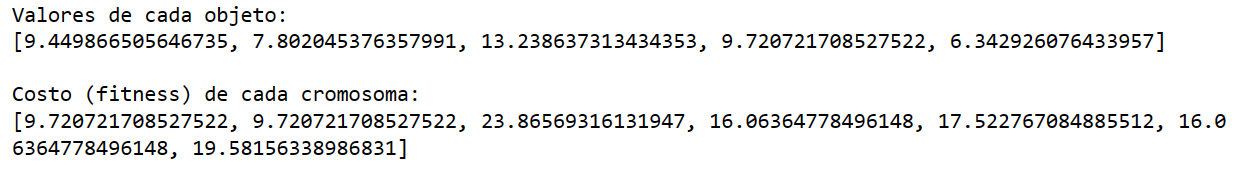 Valores de cada objeto:
[9.449866505646735, 7.802045376357991, 13.238637313434353, 9.720721708527522, 6.342926076433957]
Costo (fitness) de cada cromosoma:
[9.720721708527522, 9.720721708527522, 23.86569316131947, 16.06364778496148, 17.522767084885512, 16.0
6364778496148, 19.58156338986831]